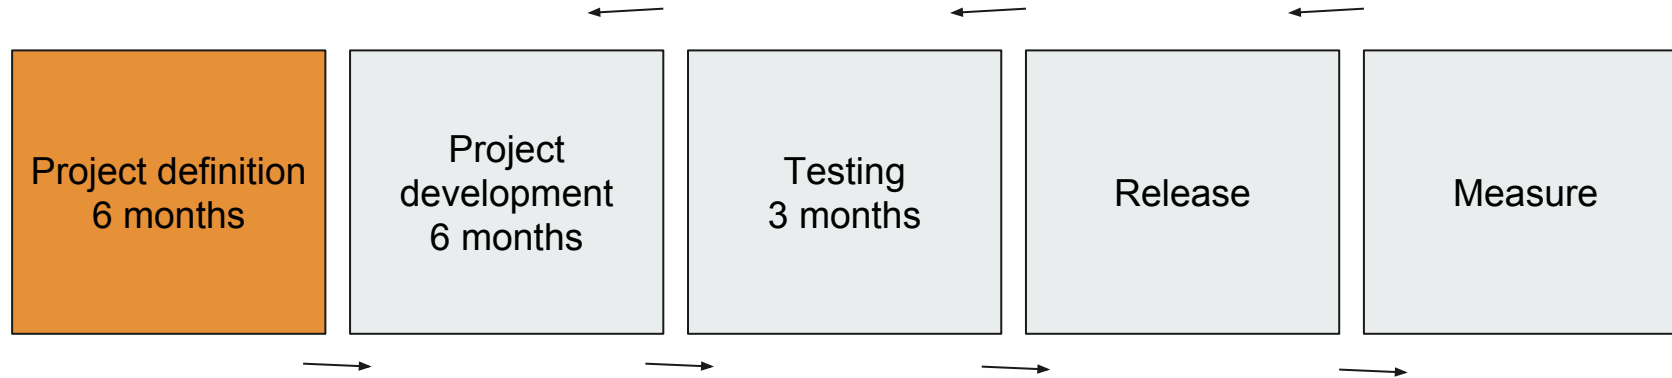 Project definition
6 months
Project
development
6 months
Testing
3 months
Release
Measure